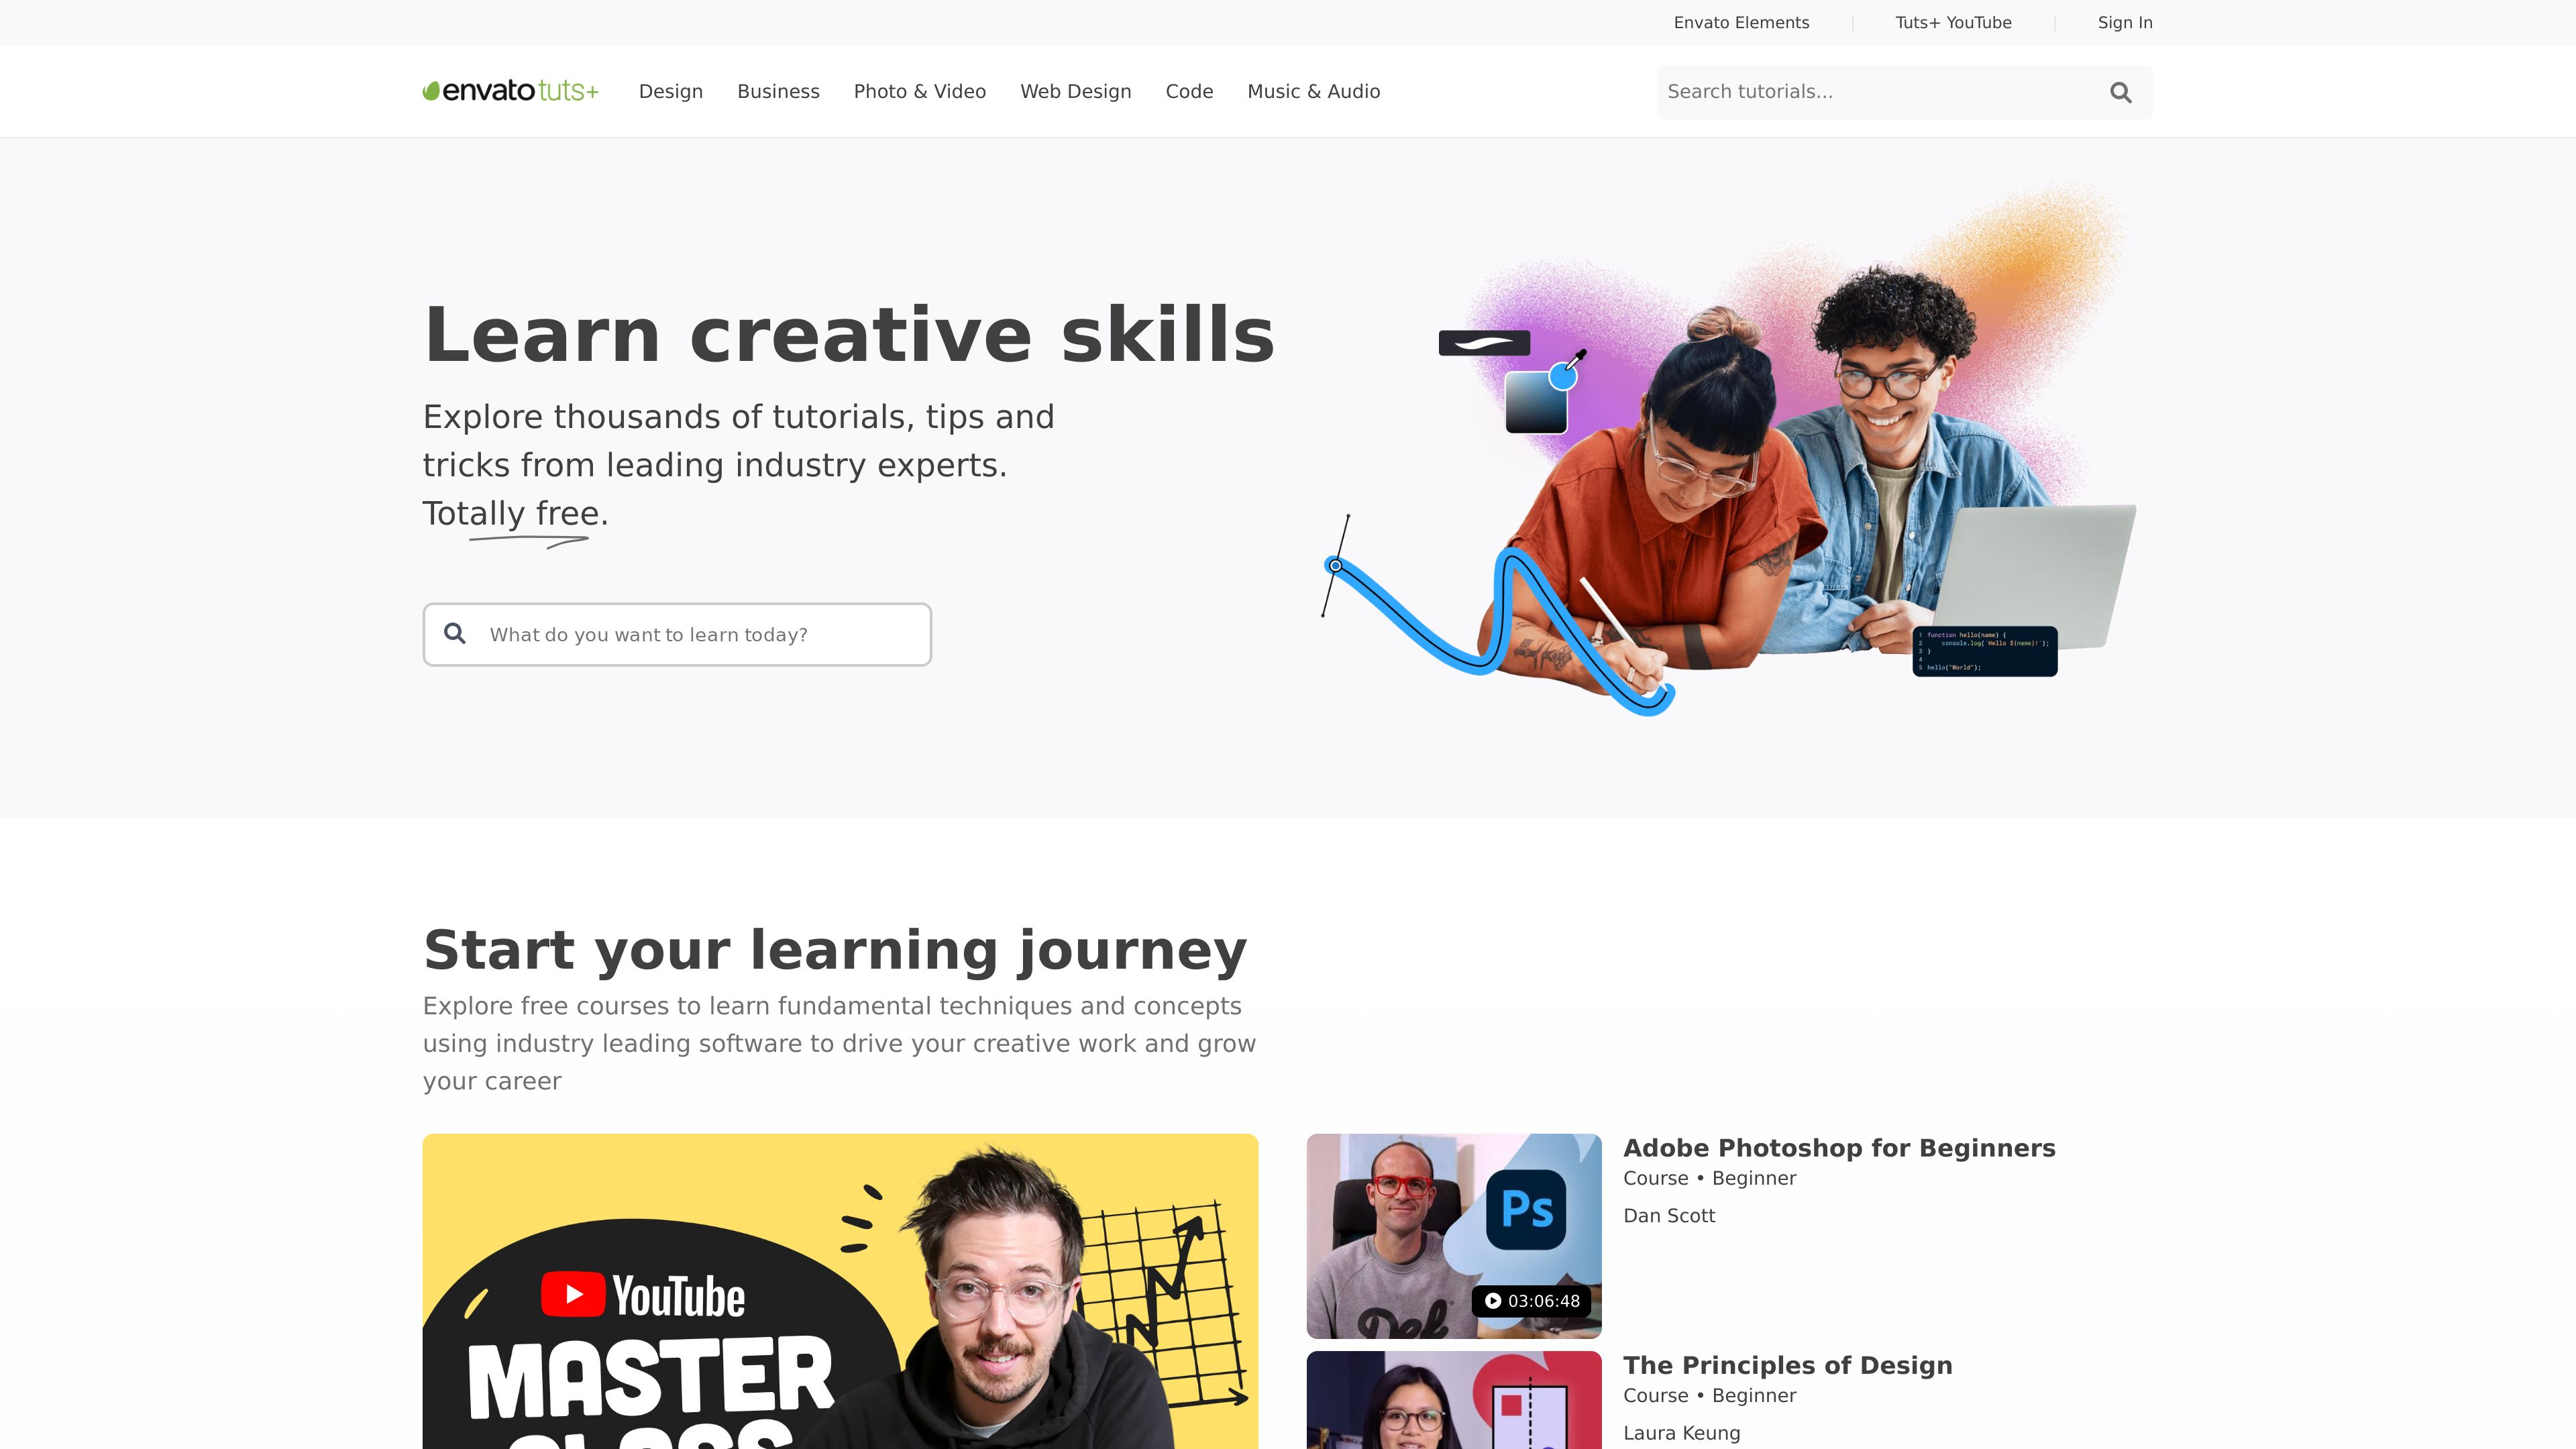 Envato Elements
Tuts+ YouTube
Sign In
envato tuts+
Design
Business
Photo & Video
Web Design
Code
Music & Audio
Search tutorials...
Learn creative skills
Explore thousands of tutorials, tips and
tricks from leading industry experts.
Totally free.
What do you want to learn today?
1 function hello(name) {
2 console.log(`Hello ${name}!`);
3 }
4
5 hello("World");
Start your learning journey
Explore free courses to learn fundamental techniques and concepts
using industry leading software to drive your creative work and grow
your career
YouTube
MASTER
CLASS
Ps
03:06:48
Adobe Photoshop for Beginners
Course • Beginner
Dan Scott
The Principles of Design
Course • Beginner
Laura Keung